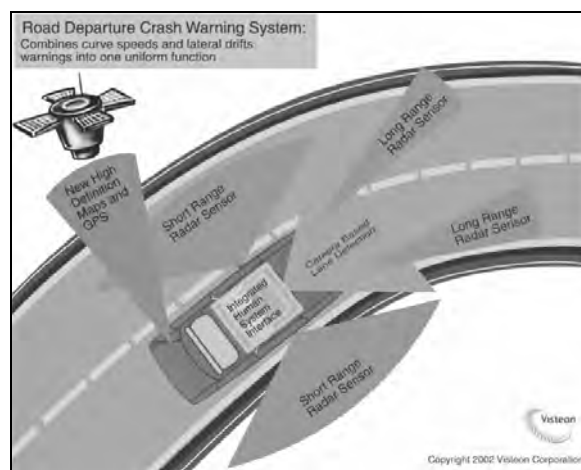 Road Departure Crash Warning System:
Combines curve speeds and lateral drifts
warnings into one uniform function
New High
Definition
Maps and
GPS
Short Range
Radar Sensor
Long Range
Radar Sensor
Camera Based
Lane Detection
Long Range
Radar Sensor
Integrated
Human
System
Interface
Short Range
Radar Sensor
Visteon
Copyright 2002 Visteon Corporation